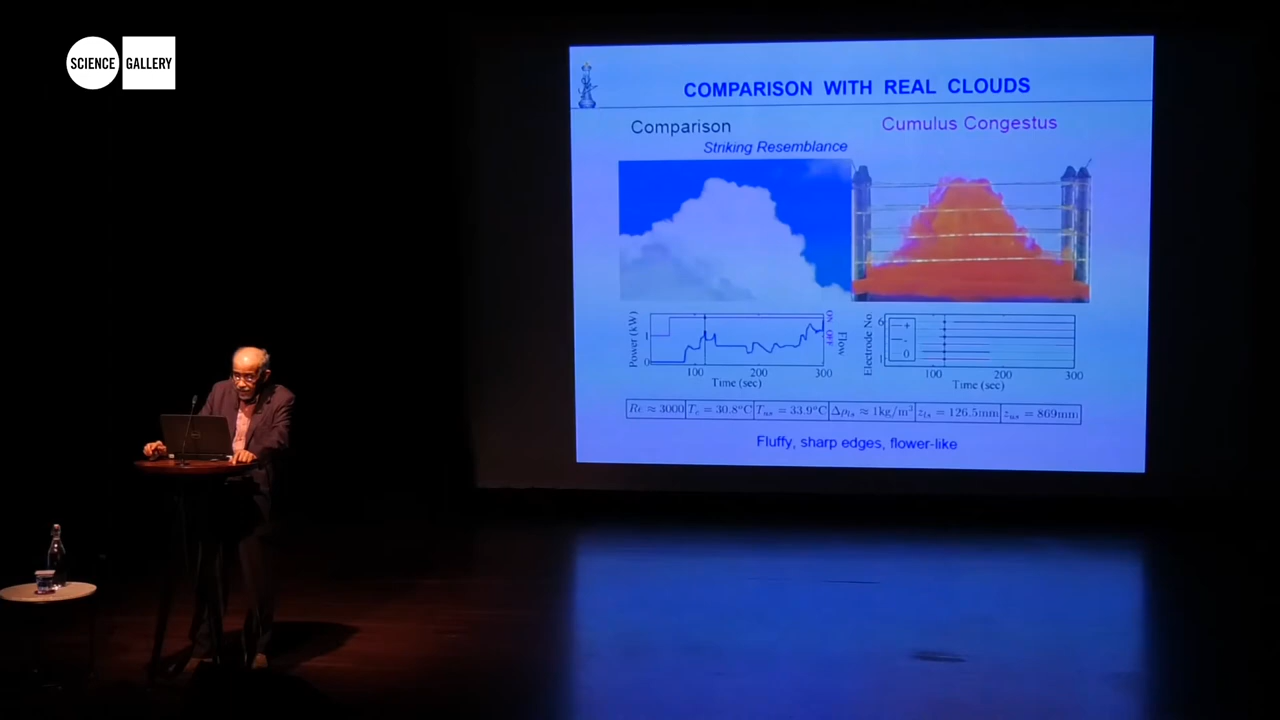 SCIENCE GALLERY
COMPARISON WITH REAL CLOUDS
Comparison
Cumulus Congestus
Striking Resemblance
Power (kW)
1
0
100
200
300
Time (sec)
ON
OFF
Flow
Electrode No.
6
1
+
-
0
100
200
300
Time (sec)
Re ≈ 3000 T_c = 30.8°C T_us = 33.9°C Δρ_ls ≈ 1kg/m³ z_ls = 126.5mm z_us = 869mm
Fluffy, sharp edges, flower-like